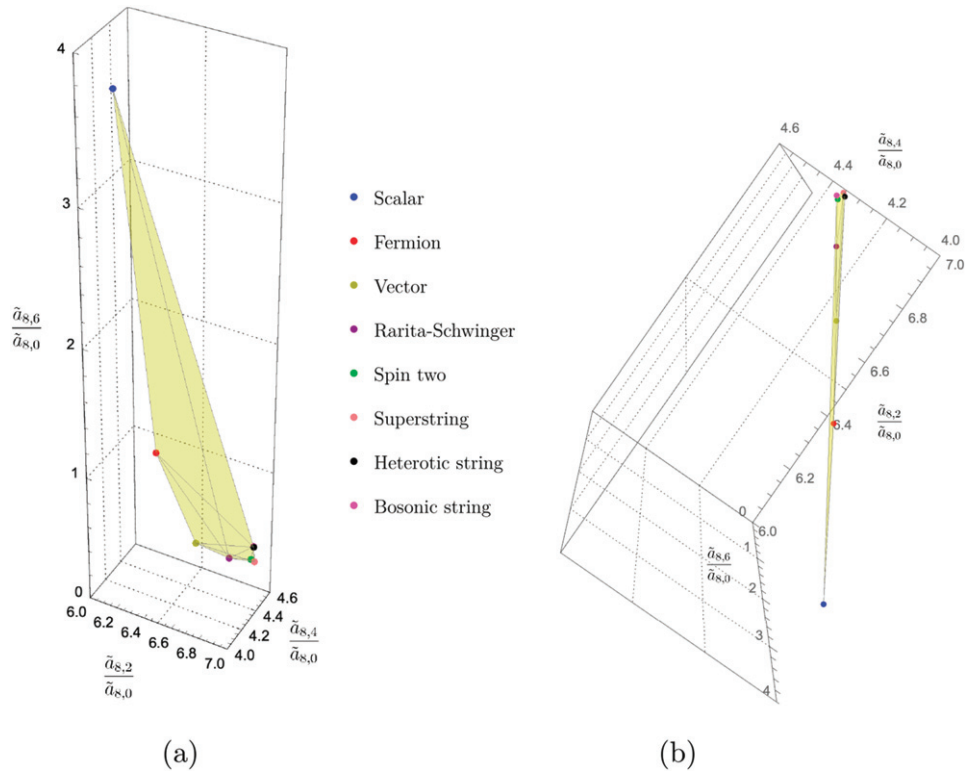 4
3
2
1
0
ã8,6
ã8,0
6.0
6.2
6.4
6.6
6.8
7.0
ã8,2
ã8,0
4.0
4.2
4.4
4.6
ã8,4
ã8,0
Scalar
Fermion
Vector
Rarita-Schwinger
Spin two
Superstring
Heterotic string
Bosonic string
4.6
4.4
4.2
4.0
ã8,4
ã8,0
7.0
6.8
6.6
6.4
6.2
6.0
ã8,2
ã8,0
0
1
2
3
4
ã8,6
ã8,0
(a)
(b)